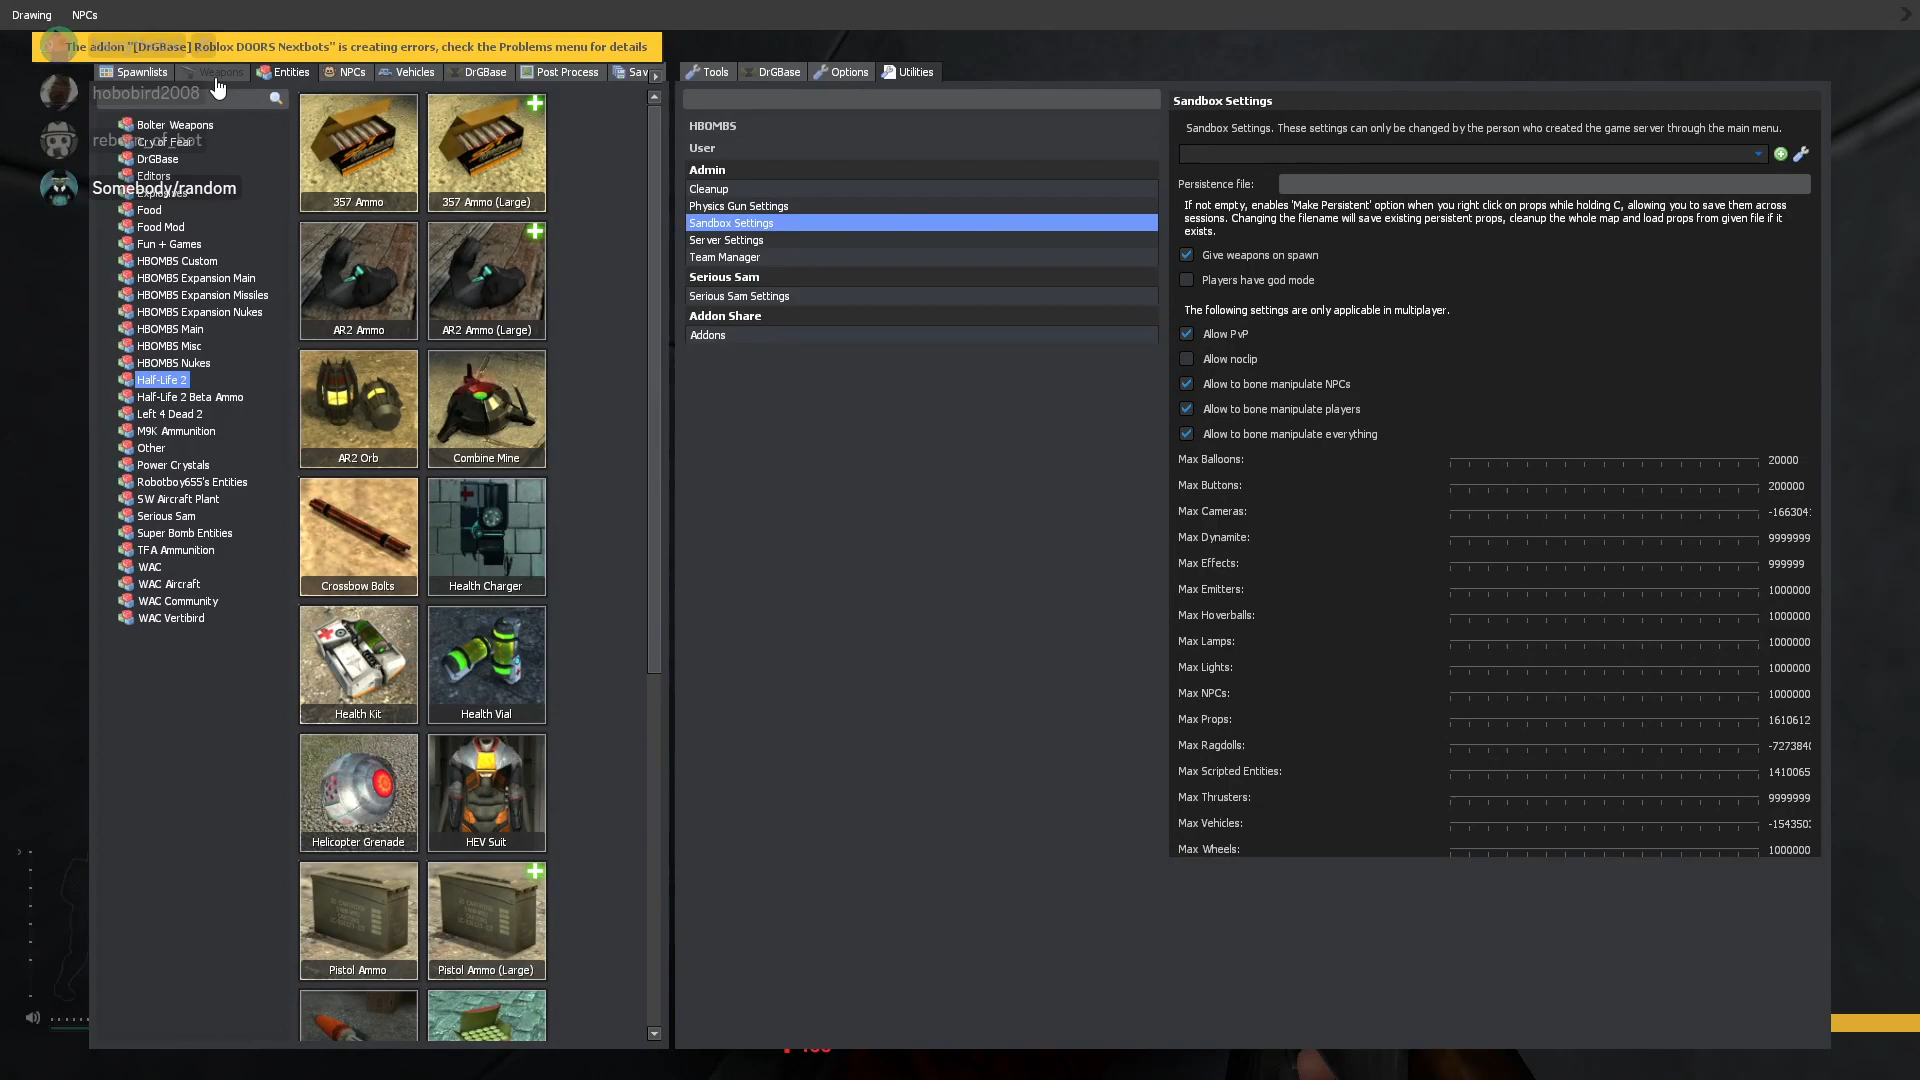 Drawing NPCs
The addon "[DrGBase] Roblox DOORS Nextbots" is creating errors, check the Problems menu for details
Spawnlists Weapons Entities NPCs Vehicles DrGBase Post Process Sav
hobobird2008
Somebody/random
Bolter Weapons
Cry of Fear
DrGBase
Editors
Explosives
Food
Food Mod
Fun + Games
HBOMBS Custom
HBOMBS Expansion Main
HBOMBS Expansion Missiles
HBOMBS Expansion Nukes
HBOMBS Main
HBOMBS Misc
HBOMBS Nukes
Half-Life 2
Half-Life 2 Beta Ammo
Left 4 Dead 2
M9K Ammunition
Other
Power Crystals
Robotboy655's Entities
SW Aircraft Plant
Serious Sam
Super Bomb Entities
TFA Ammunition
WAC
WAC Aircraft
WAC Community
WAC Vertibird
357 Ammo
357 Ammo (Large)
AR2 Ammo
AR2 Ammo (Large)
AR2 Orb
Combine Mine
Crossbow Bolts
Health Charger
Health Kit
Health Vial
Helicopter Grenade
HEV Suit
Pistol Ammo
Pistol Ammo (Large)
Tools DrGBase Options Utilities
HBOMBS
User
Admin
Cleanup
Physics Gun Settings
Sandbox Settings
Server Settings
Team Manager
Serious Sam
Serious Sam Settings
Addon Share
Addons
Sandbox Settings
Sandbox Settings. These settings can only be changed by the person who created the game server through the main menu.
Persistence file:
If not empty, enables 'Make Persistent' option when you right click on props while holding C, allowing you to save them across
sessions. Changing the filename will save existing persistent props, cleanup the whole map and load props from given file if it
exists.
Give weapons on spawn
Players have god mode
The following settings are only applicable in multiplayer.
Allow PvP
Allow noclip
Allow to bone manipulate NPCs
Allow to bone manipulate players
Allow to bone manipulate everything
Max Balloons: 20000
Max Buttons: 200000
Max Cameras: -166304
Max Dynamite: 9999999
Max Effects: 999999
Max Emitters: 1000000
Max Hoverballs: 1000000
Max Lamps: 1000000
Max Lights: 1000000
Max NPCs: 1000000
Max Props: 1610612
Max Ragdolls: -727384
Max Scripted Entities: 1410065
Max Thrusters: 9999999
Max Vehicles: -154350
Max Wheels: 1000000